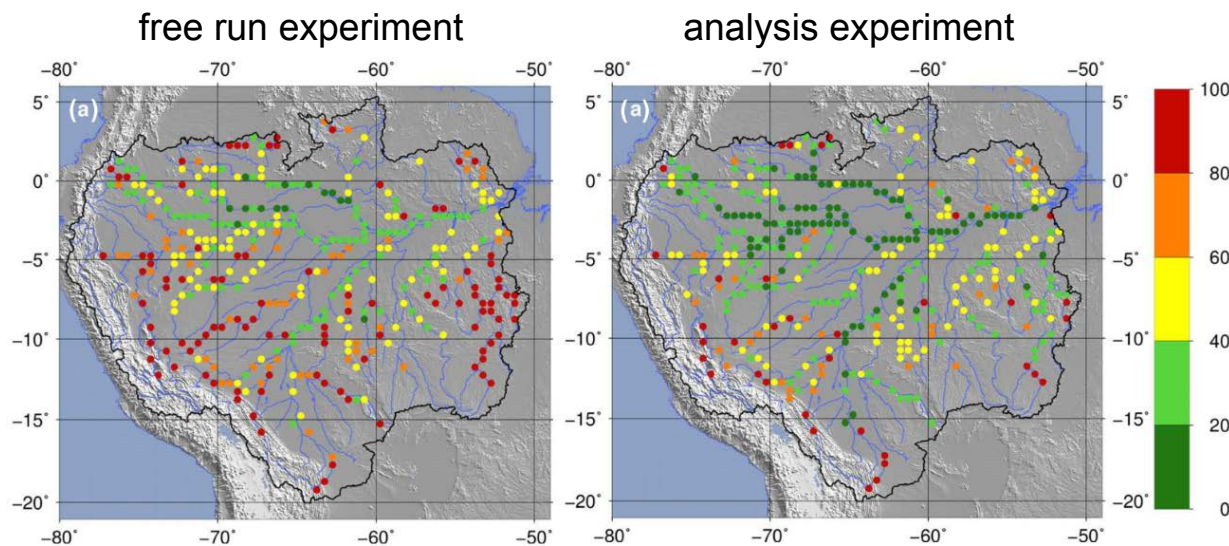 free run experiment analysis experiment
−80˚ −70˚ −60˚ −50˚ −80˚ −70˚ −60˚ −50˚
(a) (a) 100
5˚ 5˚ 5˚
80
0˚ 0˚ 0˚
60
−5˚ −5˚ −5˚
−10˚ −10˚ −10˚ 40
−15˚ −15˚ −15˚ 20
−20˚ −20˚ −20˚ 0
−80˚ −70˚ −60˚ −50˚ −80˚ −70˚ −60˚ −50˚